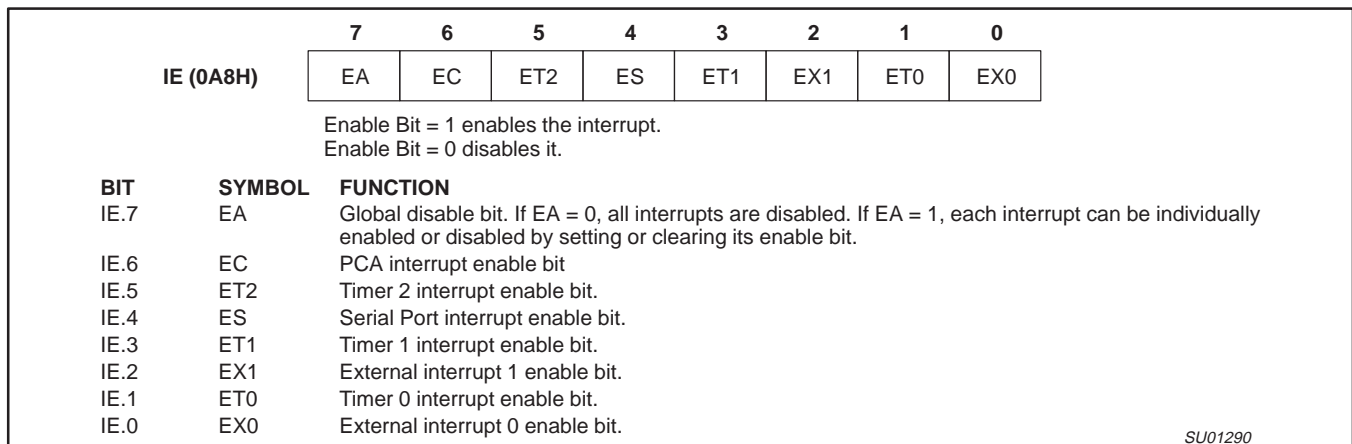 7 6 5 4 3 2 1 0
IE (0A8H) EA EC ET2 ES ET1 EX1 ET0 EX0
Enable Bit = 1 enables the interrupt.
Enable Bit = 0 disables it.
BIT SYMBOL FUNCTION
IE.7 EA Global disable bit. If EA = 0, all interrupts are disabled. If EA = 1, each interrupt can be individually
enabled or disabled by setting or clearing its enable bit.
IE.6 EC PCA interrupt enable bit
IE.5 ET2 Timer 2 interrupt enable bit.
IE.4 ES Serial Port interrupt enable bit.
IE.3 ET1 Timer 1 interrupt enable bit.
IE.2 EX1 External interrupt 1 enable bit.
IE.1 ET0 Timer 0 interrupt enable bit.
IE.0 EX0 External interrupt 0 enable bit.
SU01290